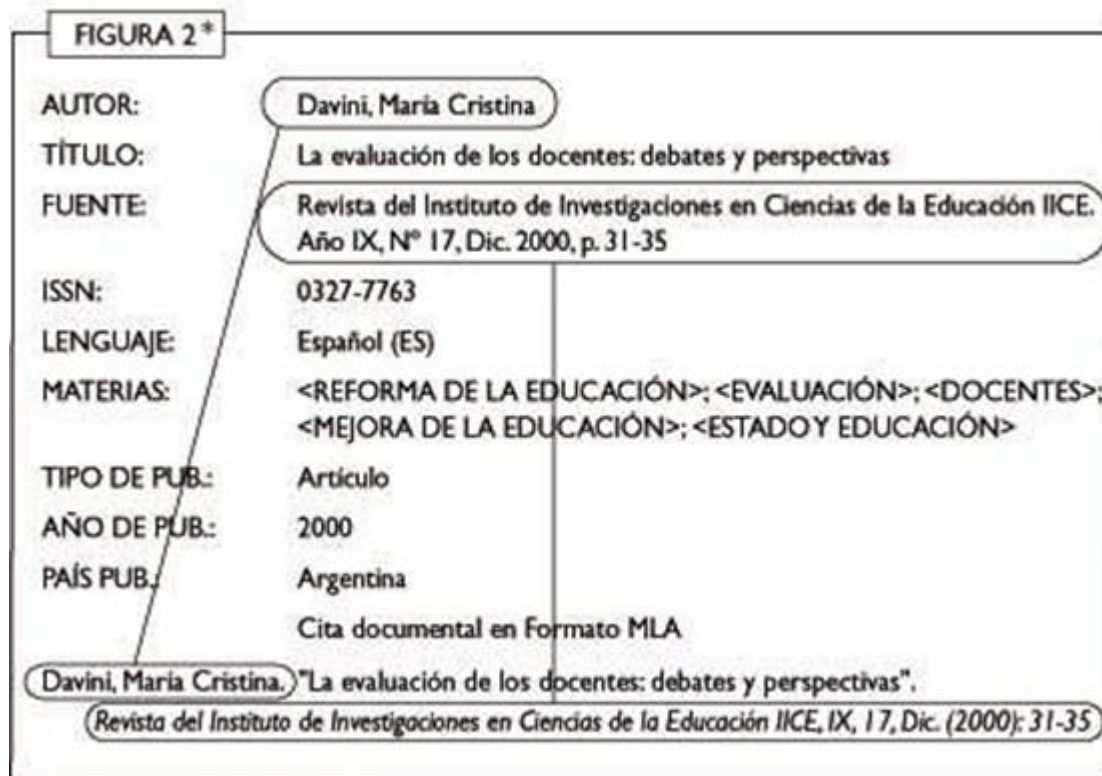 FIGURA 2*
AUTOR: Davini, María Cristina
TÍTULO: La evaluación de los docentes: debates y perspectivas
FUENTE: Revista del Instituto de Investigaciones en Ciencias de la Educación IICE.
Año IX, Nº 17, Dic. 2000, p. 31-35
ISSN: 0327-7763
LENGUAJE: Español (ES)
MATERIAS: <REFORMA DE LA EDUCACIÓN>; <EVALUACIÓN>; <DOCENTES>;
<MEJORA DE LA EDUCACIÓN>; <ESTADO Y EDUCACIÓN>
TIPO DE PUB.: Artículo
AÑO DE PUB.: 2000
PAÍS PUB.: Argentina
Cita documental en Formato MLA
Davini, María Cristina. "La evaluación de los docentes: debates y perspectivas".
Revista del Instituto de Investigaciones en Ciencias de la Educación IICE, IX, 17, Dic. (2000): 31-35